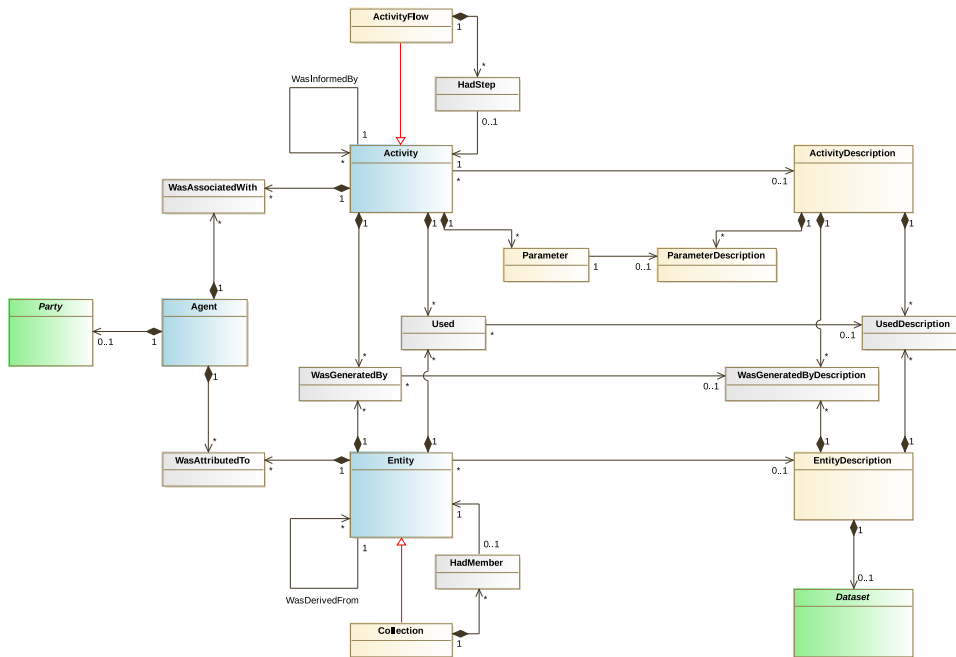 ActivityFlow
1
*
WasInformedBy
HadStep
0..1
1
*
Activity
1
*
ActivityDescription
0..1
WasAssociatedWith
*
1
1
1
1
1
1
1
*
*
*
Parameter
1
0..1
ParameterDescription
Party
0..1
1
Agent
1
1
*
Used
*
*
0..1
UsedDescription
*
WasGeneratedBy
*
*
0..1
WasGeneratedByDescription
*
*
*
*
*
1
1
1
1
WasAttributedTo
*
1
Entity
*
0..1
EntityDescription
*
1
1
0..1
1
WasDerivedFrom
HadMember
*
0..1
Dataset
Collection
1